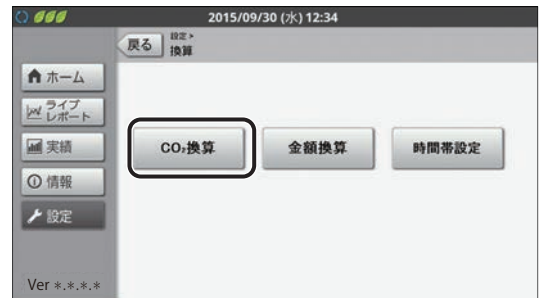 2015/09/30 (水) 12:34
戻る
設定>
換算
ホーム
ライブ
レポート
実績
情報
設定
CO₂換算
金額換算
時間帯設定
Ver *.*.*.*